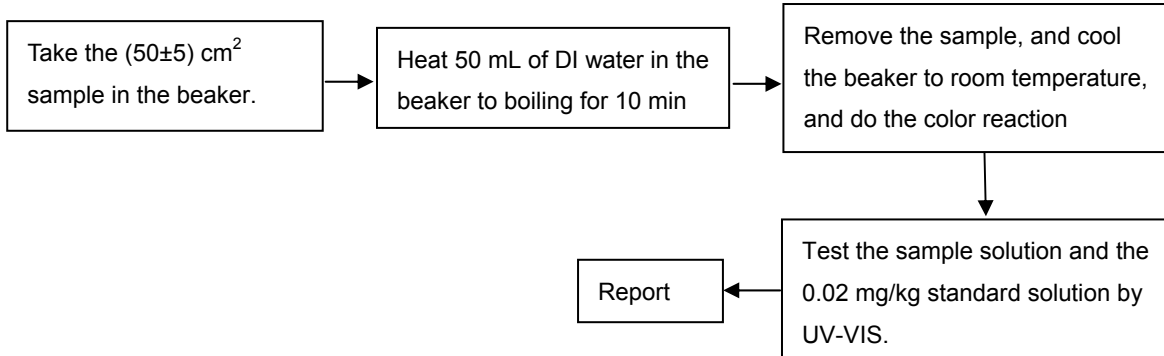 Take the (50±5) cm²
sample in the beaker.
Heat 50 mL of DI water in the
beaker to boiling for 10 min
Remove the sample, and cool
the beaker to room temperature,
and do the color reaction
Test the sample solution and the
0.02 mg/kg standard solution by
UV-VIS.
Report